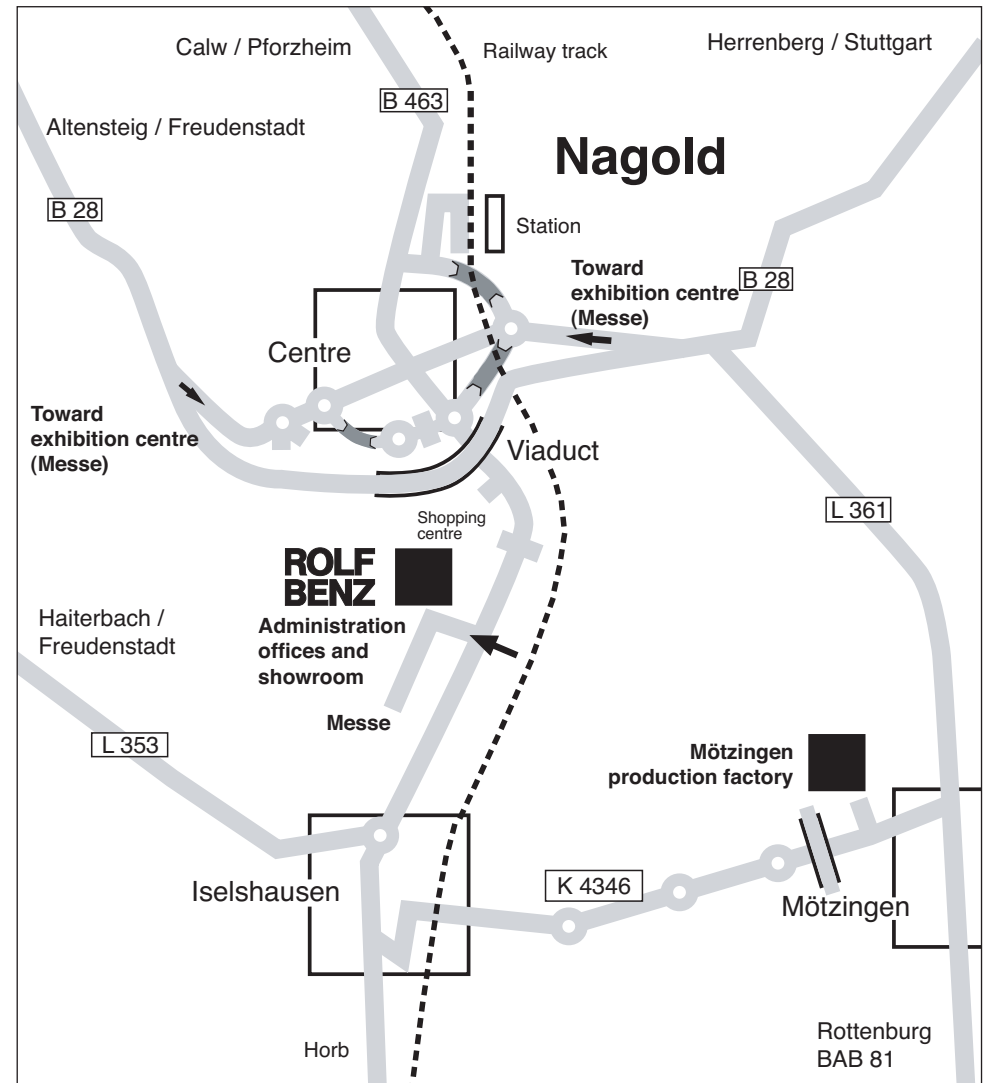 Calw / Pforzheim
Railway track
Herrenberg / Stuttgart
B 463
Altensteig / Freudenstadt
Nagold
B 28
Station
Toward
exhibition centre
(Messe)
B 28
Centre
Toward
exhibition centre
(Messe)
Viaduct
L 361
Shopping
centre
ROLF
BENZ
Administration
offices and
showroom
Haiterbach /
Freudenstadt
Messe
L 353
Mötzingen
production factory
Iselshausen
K 4346
Mötzingen
Horb
Rottenburg
BAB 81